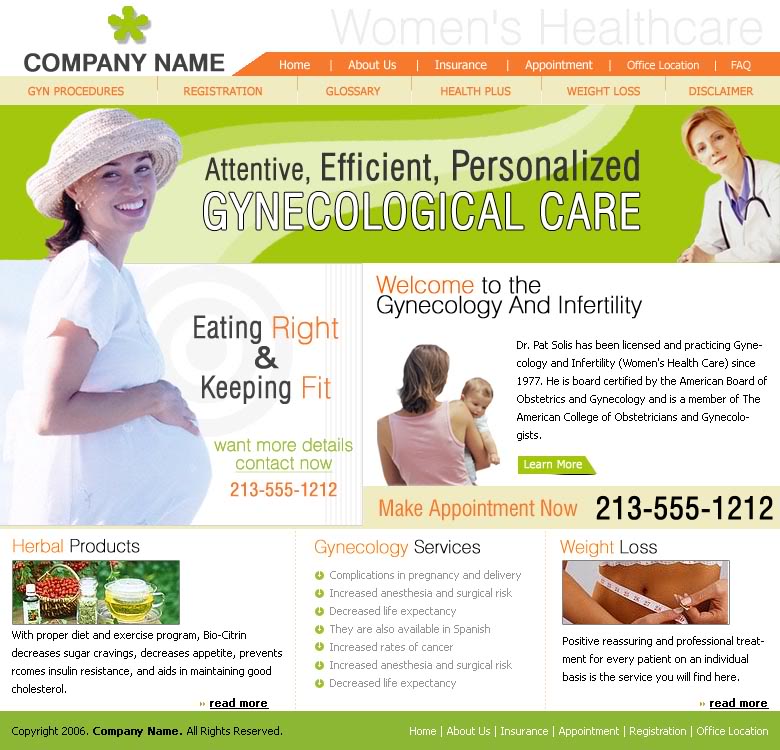 Women's Healthcare
COMPANY NAME
Home | About Us | Insurance | Appointment | Office Location | FAQ
GYN PROCEDURES REGISTRATION GLOSSARY HEALTH PLUS WEIGHT LOSS DISCLAIMER
Attentive, Efficient, Personalized
GYNECOLOGICAL CARE
Eating Right
&
Keeping Fit
want more details
contact now
213-555-1212
Welcome to the
Gynecology And Infertility
Dr. Pat Solis has been licensed and practicing Gyne-
cology and Infertility (Women's Health Care) since
1977. He is board certified by the American Board of
Obstetrics and Gynecology and is a member of The
American College of Obstetricians and Gynecolo-
gists.
Learn More
Make Appointment Now 213-555-1212
Herbal Products
With proper diet and exercise program, Bio-Citrin
decreases sugar cravings, decreases appetite, prevents
rcomes insulin resistance, and aids in maintaining good
cholesterol.
›› read more
Gynecology Services
Complications in pregnancy and delivery
Increased anesthesia and surgical risk
Decreased life expectancy
They are also available in Spanish
Increased rates of cancer
Increased anesthesia and surgical risk
Decreased life expectancy
Weight Loss
Positive reassuring and professional treat-
ment for every patient on an individual
basis is the service you will find here.
›› read more
Copyright 2006. Company Name. All Rights Reserved.
Home | About Us | Insurance | Appointment | Registration | Office Location